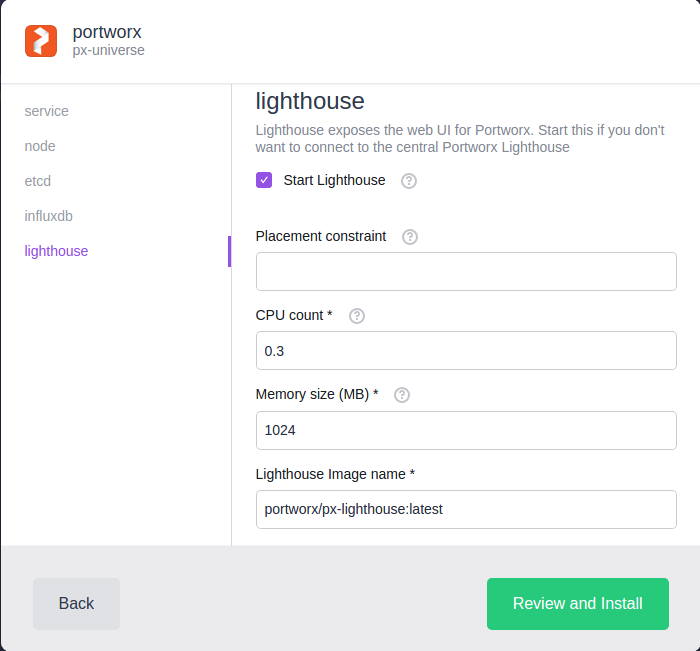 portworx
px-universe
service
node
etcd
influxdb
lighthouse
lighthouse
Lighthouse exposes the web UI for Portworx. Start this if you don't
want to connect to the central Portworx Lighthouse
Start Lighthouse ?
Placement constraint ?
CPU count * ?
0.3
Memory size (MB) * ?
1024
Lighthouse Image name *
portworx/px-lighthouse:latest
Back
Review and Install